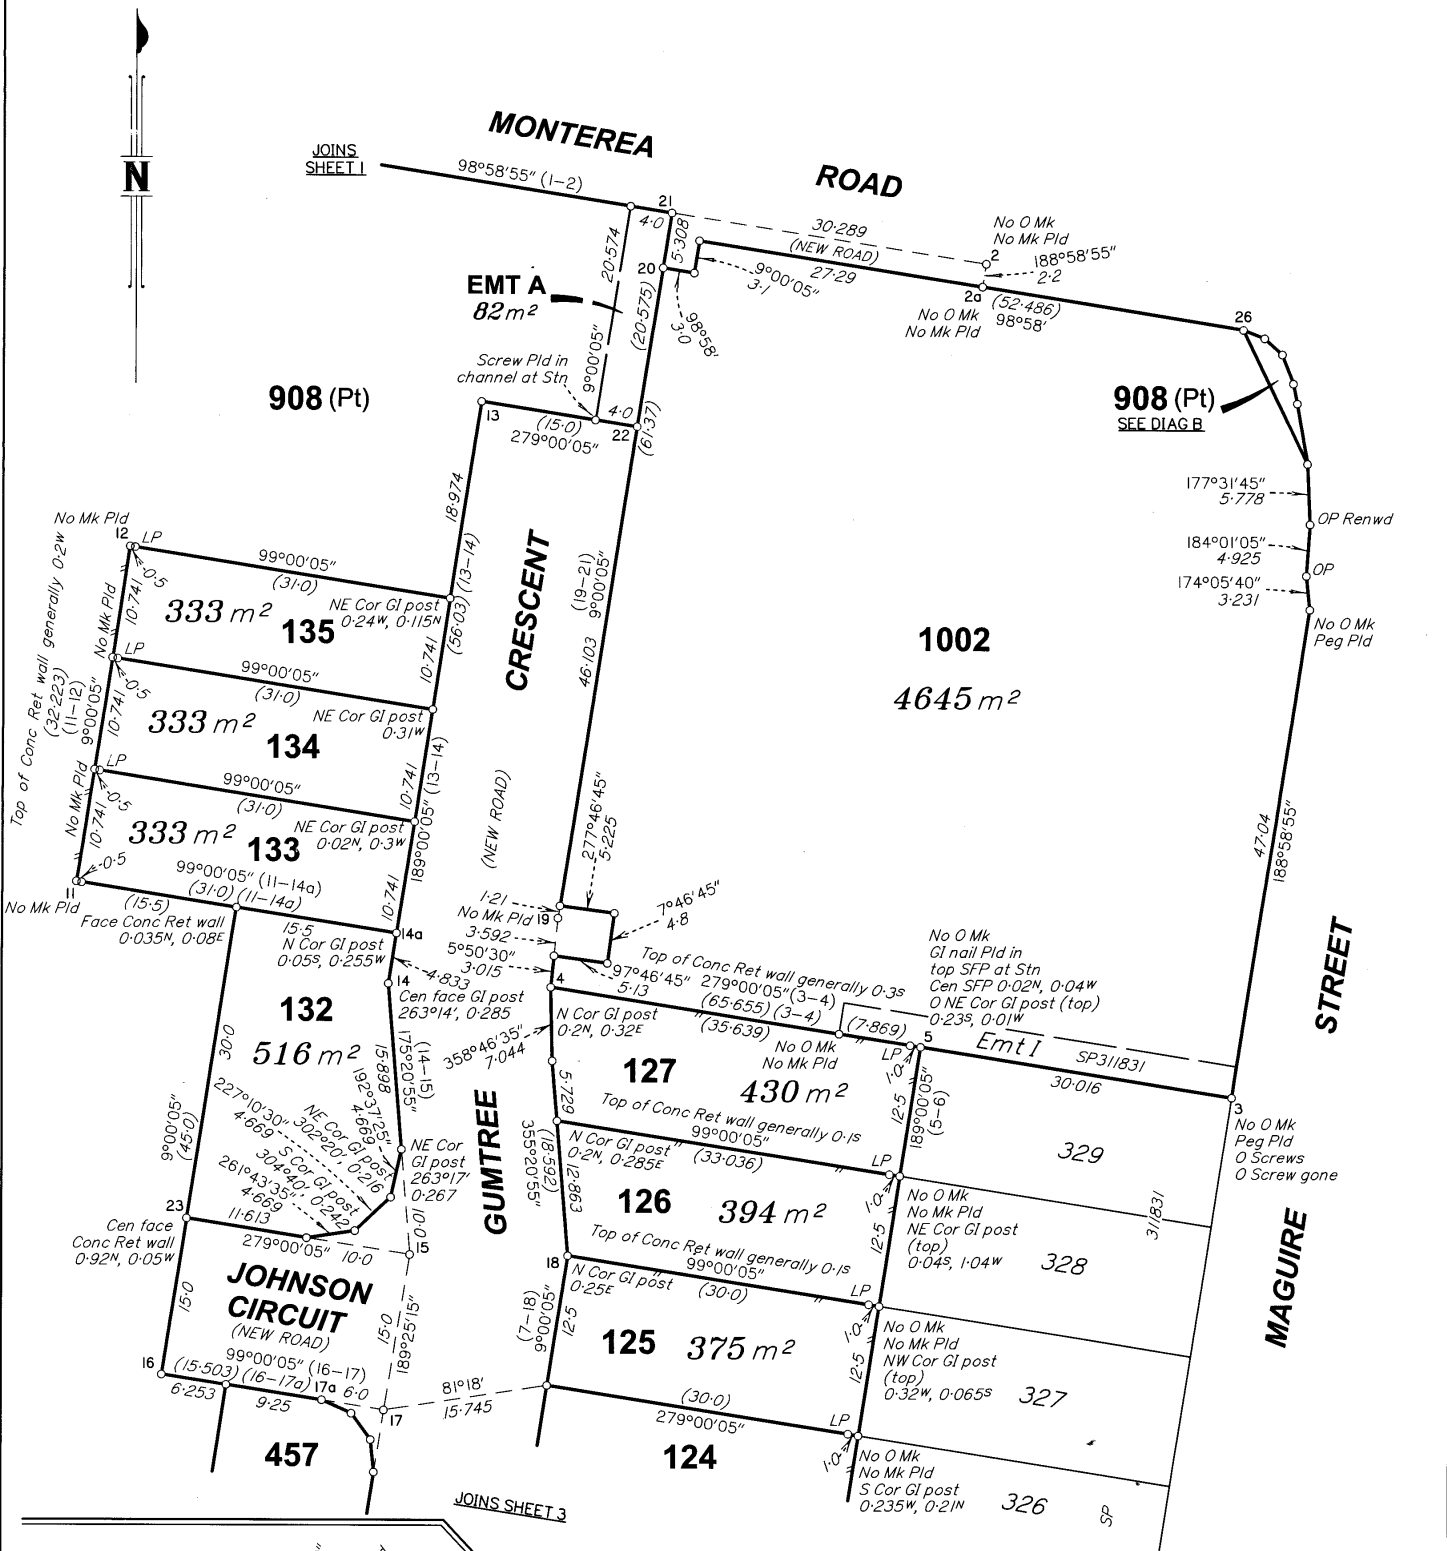 MONTEREA
ROAD
JOINS
SHEET 1
98°58'55" (1-2)
N
21
4·0
5·308
20·574
20
30·289
(NEW ROAD)
27·29
No O Mk
No Mk Pld
2
188°58'55"
2·2
9°00'05"
3·1
2a
(52·486)
98°58'
No O Mk
No Mk Pld
26
EMT A
82m²
(20·575)
98°58'
3·0
9°00'05"
Screw Pld in
channel at Stn
908 (Pt)
13
(15·0)
279°00'05"
4·0
22
(61·37)
908 (Pt)
SEE DIAG B
177°31'45"
5·778
OP Renwd
184°01'05"
4·925
OP
174°05'40"
3·231
No O Mk
Peg Pld
18·974
(13-14)
(56·03)
CRESCENT
(19-21)
9°00'05"
46·103
1002
4645 m²
No Mk Pld
12
LP
0·5
99°00'05"
(31·0)
10·741
333 m²
135
NE Cor GI post
0·24W, 0·115N
10·741
No Mk Pld
LP
0·5
99°00'05"
(31·0)
Top of Conc Ret wall generally 0·2W
(32·223)
(11-12)
9°00'05"
10·741
333 m²
134
NE Cor GI post
0·31W
10·741
189°00'05" (13-14)
No Mk Pld
LP
0·5
99°00'05"
(31·0)
10·741
333 m²
133
NE Cor GI post
0·02N, 0·3W
10·741
0·5
11
No Mk Pld
99°00'05" (11-14a)
(31·0) (11-14a)
(15·5)
15·5
14a
Face Conc Ret wall
0·035N, 0·08E
N Cor GI post
0·05S, 0·255W
14
4·833
Cen face GI post
263°14', 0·285
(NEW ROAD)
277°46'45"
5·225
1·21
No Mk Pld
19
3·592
5°50'30"
3·015
7°46'45"
4·8
97°46'45"
5·13
4
Top of Conc Ret wall generally 0·3S
279°00'05" (3-4)
(65·655) (3-4)
(35·639)
(7·869)
No O Mk
GI nail Pld in
top SFP at Stn
Cen SFP 0·02N, 0·04W
O NE Cor GI post (top)
0·23S, 0·01W
5
Emt I
SP311831
30·016
47·04
188°58'55"
STREET
MAGUIRE
3
No O Mk
Peg Pld
O Screws
O Screw gone
132
516 m²
30·0
9°00'05"
(45·0)
(14-15)
175°20'55"
15·898
192°37'25"
4·669
NE Cor GI post
302°20', 0·216
227°10'30"
4·669
S Cor GI post
304°40', 0·242
261°43'35"
4·669
NE Cor
GI post
263°17'
0·267
23
11·613
279°00'05"
10·0
10·0
15
Cen face
Conc Ret wall
0·92N, 0·05W
JOHNSON
CIRCUIT
(NEW ROAD)
15·0
15·0
189°25'15"
16
99°00'05" (16-17)
(15·503) (16-17a)
17a
6·0
6·253
9·25
17
457
81°18'
15·745
GUMTREE
358°46'35"
7·044
N Cor GI post
0·2N, 0·32E
No O Mk
No Mk Pld
LP
1·0
127
430 m²
5·729
12·5
189°00'05"
(5-6)
Top of Conc Ret wall generally 0·1S
99°00'05"
(33·036)
LP
1·0
N Cor GI post
0·2N, 0·285E
355°20'55"
(18·592)
12·863
126
394 m²
12·5
No O Mk
No Mk Pld
NE Cor GI post
(top)
0·04S, 1·04W
Top of Conc Ret wall generally 0·1S
99°00'05"
(30·0)
LP
1·0
18
N Cor GI post
0·25E
(7-18)
9°00'05"
12·5
125
375 m²
12·5
No O Mk
No Mk Pld
NW Cor GI post
(top)
0·32W, 0·065S
(30·0)
279°00'05"
LP
1·0
124
No O Mk
No Mk Pld
S Cor GI post
0·235W, 0·21N
329
311831
328
327
326
SP
JOINS SHEET 3